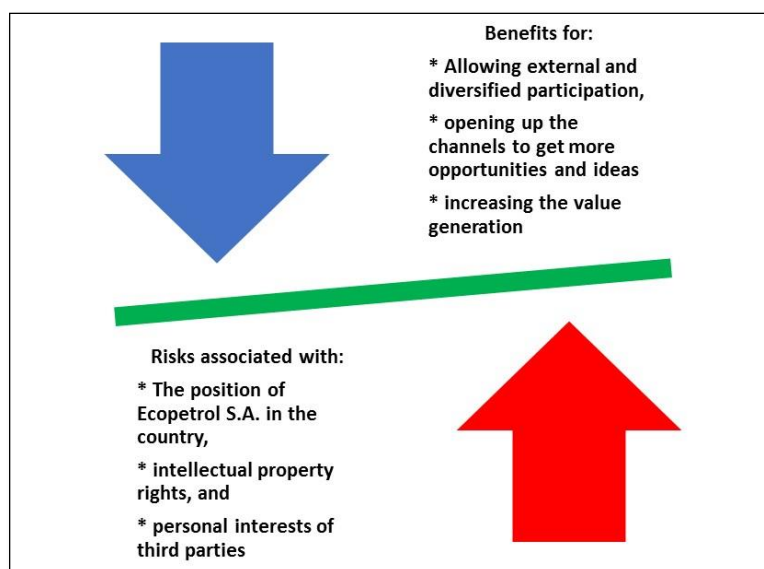 Benefits for:
* Allowing external and
diversified participation,
* opening up the
channels to get more
opportunities and ideas
* increasing the value
generation
Risks associated with:
* The position of
Ecopetrol S.A. in the
country,
* intellectual property
rights, and
* personal interests of
third parties